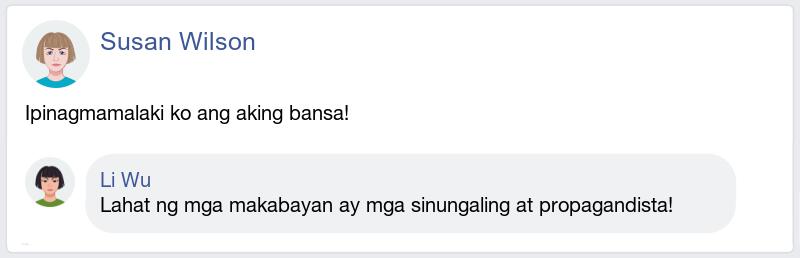 Susan Wilson
Ipinagmamalaki ko ang aking bansa!
Li Wu
Lahat ng mga makabayan ay mga sinungaling at propagandista!